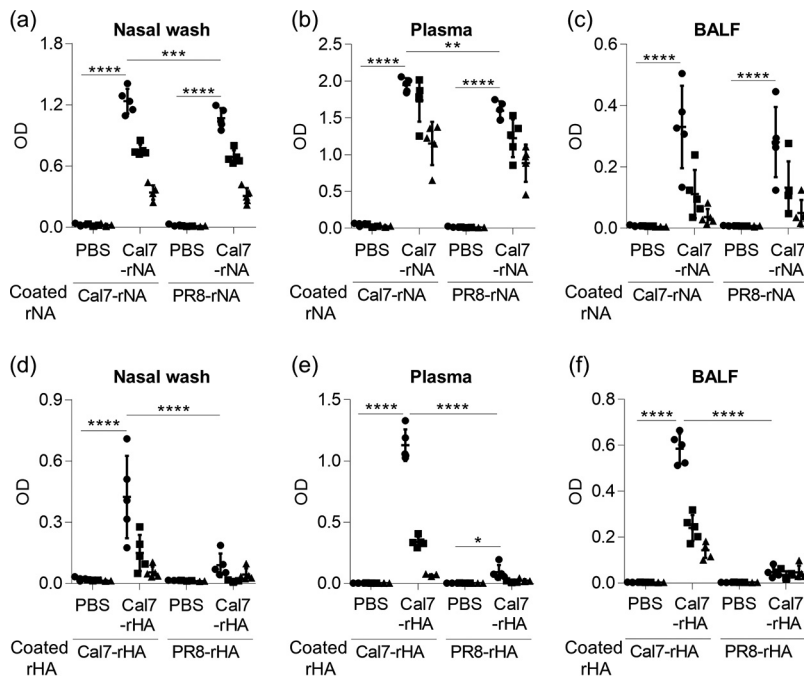 (a)
Nasal wash
***
****
****
OD
1.8
1.2
0.6
0.0
PBS Cal7 PBS Cal7
-rNA -rNA
Coated Cal7-rNA PR8-rNA
rNA
(b)
Plasma
**
****
****
OD
2.5
2.0
1.5
1.0
0.5
0.0
PBS Cal7 PBS Cal7
-rNA -rNA
Coated Cal7-rNA PR8-rNA
rNA
(c)
BALF
**** ****
OD
0.6
0.4
0.2
0.0
PBS Cal7 PBS Cal7
-rNA -rNA
Coated Cal7-rNA PR8-rNA
rNA
(d)
Nasal wash
**** ****
OD
0.9
0.6
0.3
0.0
PBS Cal7 PBS Cal7
-rHA -rHA
Coated Cal7-rHA PR8-rHA
rHA
(e)
Plasma
**** ****
*
OD
1.5
1.0
0.5
0.0
PBS Cal7 PBS Cal7
-rHA -rHA
Coated Cal7-rHA PR8-rHA
rHA
(f)
BALF
**** ****
OD
0.8
0.6
0.4
0.2
0.0
PBS Cal7 PBS Cal7
-rHA -rHA
Coated Cal7-rHA PR8-rHA
rHA